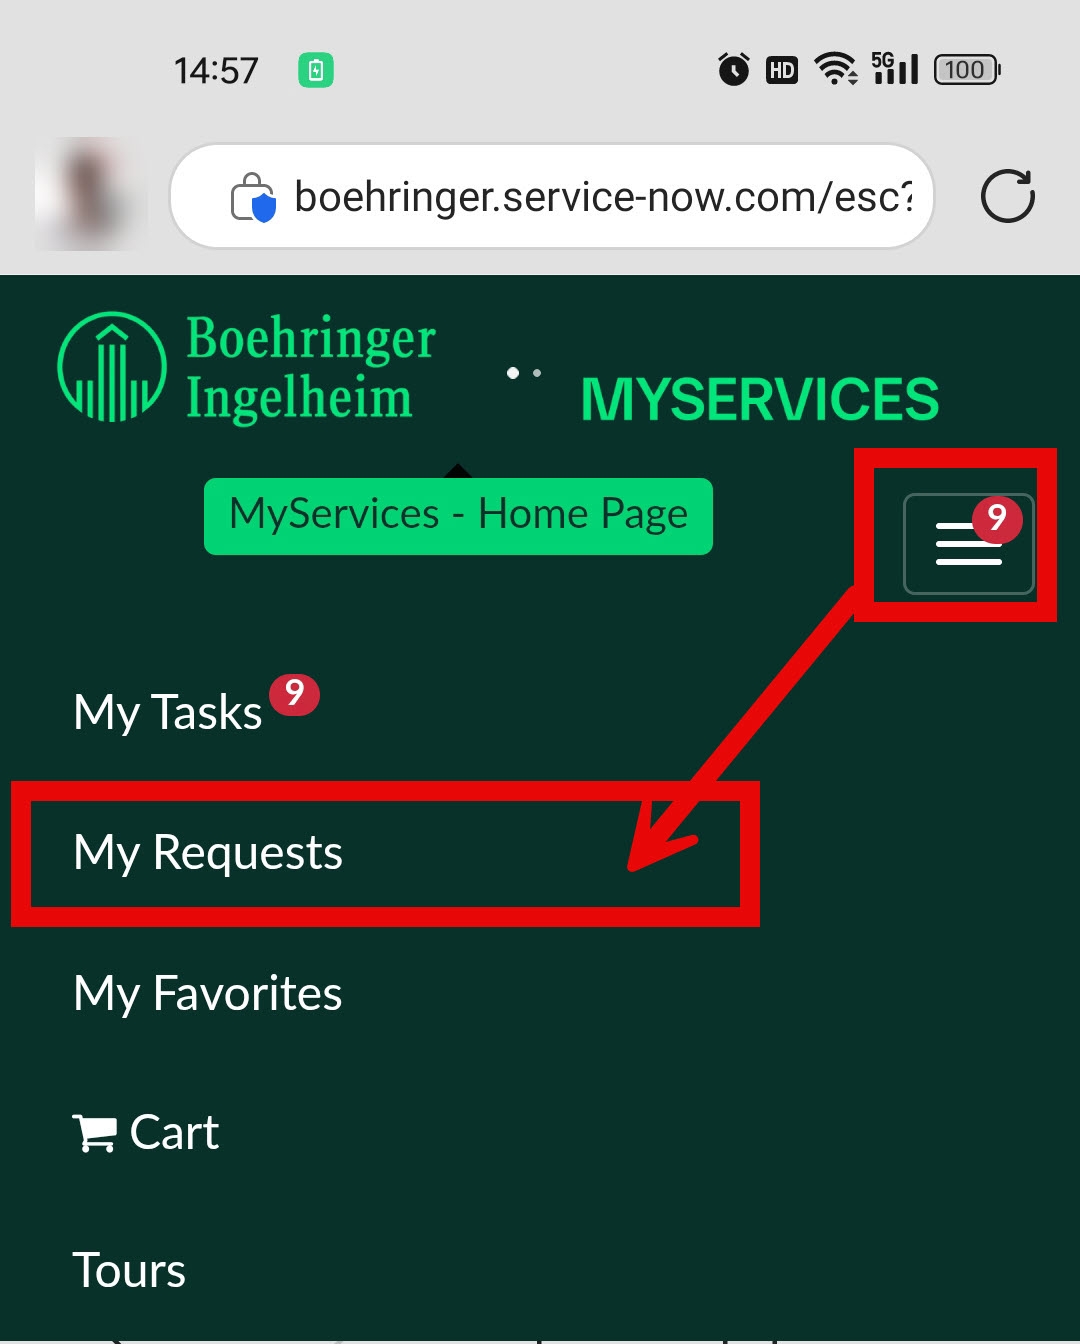 14:57
HD
5G
100
boehringer.service-now.com/esc?
Boehringer
Ingelheim
MYSERVICES
MyServices - Home Page
9
My Tasks 9
My Requests
My Favorites
Cart
Tours